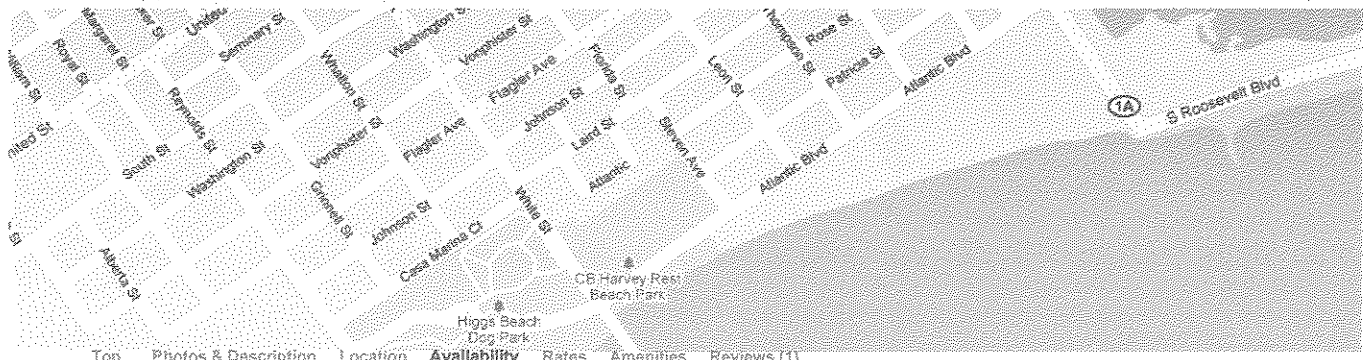 Margaret St
Royal St
United
Seminary St
Washington St
Vonphister St
Flagler Ave
Florida St
Thompson St
Rose St
Patricia St
Atlantic Blvd
Whalton St
Leon St
1A
S Roosevelt Blvd
Reynolds St
Johnson St
Laird St
Steven Ave
South St
Washington St
Vonphister St
Flagler Ave
Atlantic
Atlantic Blvd
Grinnell St
Johnson St
White St
Casa Marina Ct
Alberta St
CB Harvey Rest
Beach Park
Higgs Beach
Dog Park
Top Photos & Description Location Availability Rates Amenities Reviews (1)